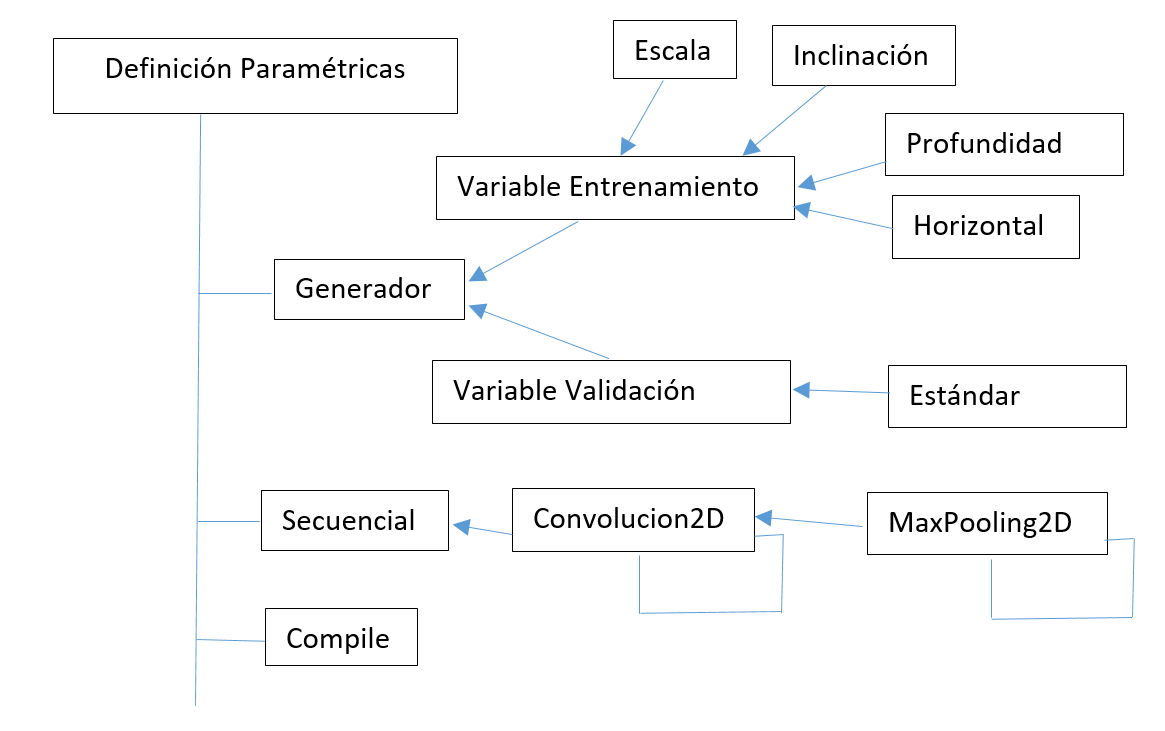 Definición Paramétricas
Escala
Inclinación
Profundidad
Variable Entrenamiento
Horizontal
Generador
Variable Validación
Estándar
Secuencial
Convolucion2D
MaxPooling2D
Compile